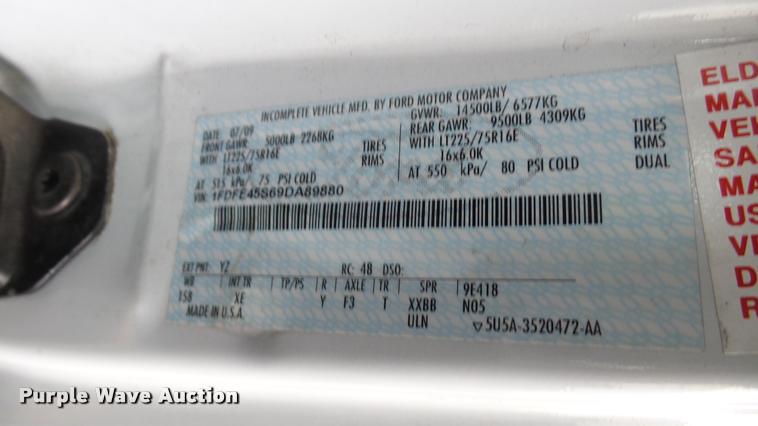 INCOMPLETE VEHICLE MFD. BY FORD MOTOR COMPANY
DATE 07/09 GVWR: 14500LB/ 6577KG
FRONT GAWR: 5000LB 2268KG REAR GAWR: 9500LB 4309KG
WITH LT225/75R16E TIRES WITH LT225/75R16E TIRES
16x6.0K RIMS 16x6.0K RIMS
AT 515 kPa/ 75 PSI COLD AT 550 kPa/ 80 PSI COLD DUAL
VIN: 1FDFE45S69DA89880
EXT PNT: YZ RC: 48 DSO:
WB INT TR TP/PS R AXLE TR SPR 9E418
158 XE Y F3 T XXBB N05
MADE IN U.S.A. ULN ▽5U5A-3520472-AA
ELD
MAN
VEH
SA
MA
US
VE
D
R
Purple Wave Auction